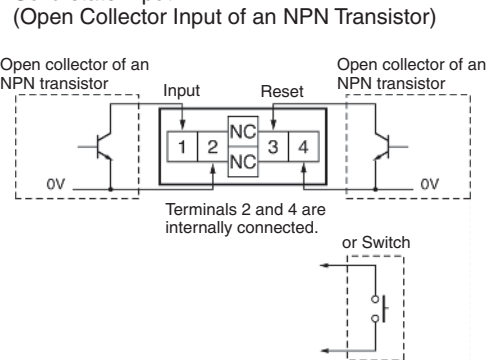 (Open Collector Input of an NPN Transistor)
Open collector of an
NPN transistor
Open collector of an
NPN transistor
Input
Reset
1 2 NC 3 4
NC
0V
0V
Terminals 2 and 4 are
internally connected.
or Switch